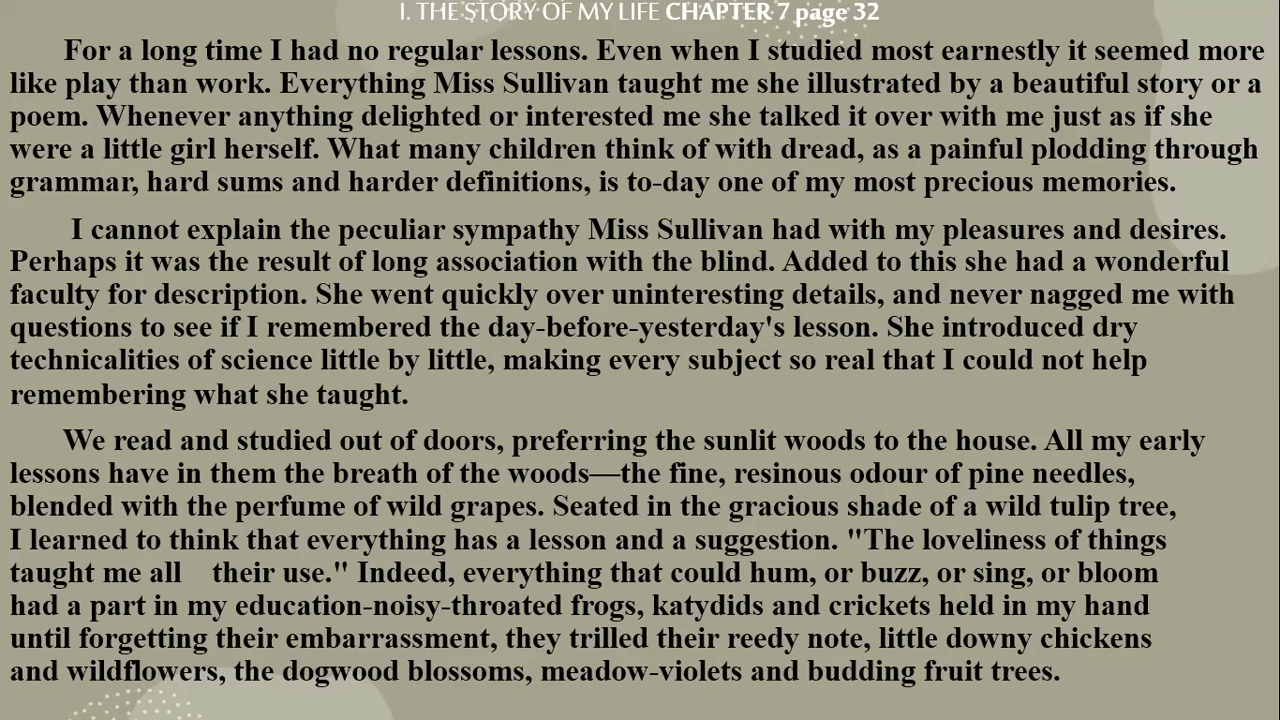 I. THE STORY OF MY LIFE CHAPTER 7 page 32
For a long time I had no regular lessons. Even when I studied most earnestly it seemed more
like play than work. Everything Miss Sullivan taught me she illustrated by a beautiful story or a
poem. Whenever anything delighted or interested me she talked it over with me just as if she
were a little girl herself. What many children think of with dread, as a painful plodding through
grammar, hard sums and harder definitions, is to-day one of my most precious memories.
I cannot explain the peculiar sympathy Miss Sullivan had with my pleasures and desires.
Perhaps it was the result of long association with the blind. Added to this she had a wonderful
faculty for description. She went quickly over uninteresting details, and never nagged me with
questions to see if I remembered the day-before-yesterday's lesson. She introduced dry
technicalities of science little by little, making every subject so real that I could not help
remembering what she taught.
We read and studied out of doors, preferring the sunlit woods to the house. All my early
lessons have in them the breath of the woods—the fine, resinous odour of pine needles,
blended with the perfume of wild grapes. Seated in the gracious shade of a wild tulip tree,
I learned to think that everything has a lesson and a suggestion. "The loveliness of things
taught me all their use." Indeed, everything that could hum, or buzz, or sing, or bloom
had a part in my education-noisy-throated frogs, katydids and crickets held in my hand
until forgetting their embarrassment, they trilled their reedy note, little downy chickens
and wildflowers, the dogwood blossoms, meadow-violets and budding fruit trees.